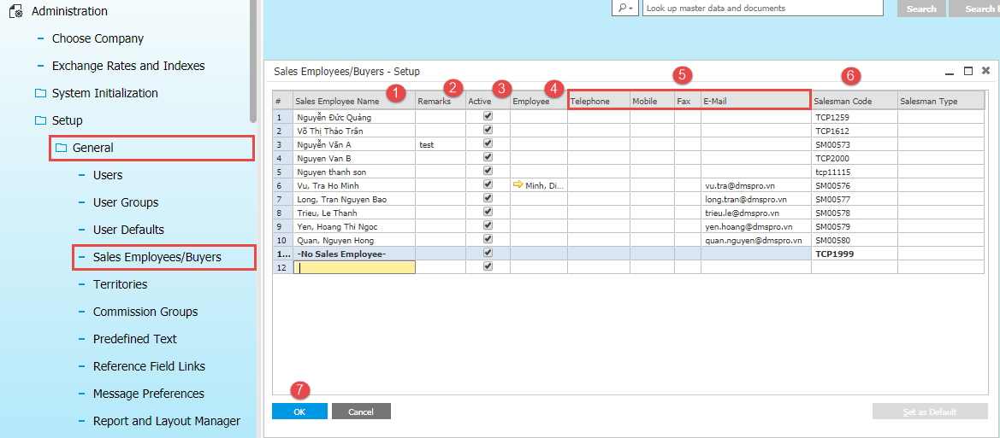 Administration
Choose Company
Exchange Rates and Indexes
System Initialization
Setup
General
Users
User Groups
User Defaults
Sales Employees/Buyers
Territories
Commission Groups
Predefined Text
Reference Field Links
Message Preferences
Report and Layout Manager
Look up master data and documents
Search
Search
Sales Employees/Buyers - Setup
1 2 3 4 5 6
# Sales Employee Name Remarks Active Employee Telephone Mobile Fax E-Mail Salesman Code Salesman Type
1 Nguyễn Đức Quảng TCP1259
2 Võ Thị Thảo Trân TCP1612
3 Nguyễn Văn A test SM00573
4 Nguyen Van B TCP2000
5 Nguyen thanh son tcp11115
6 Vu, Tra Ho Minh Minh, Di... vu.tra@dmspro.vn SM00576
7 Long, Tran Nguyen Bao long.tran@dmspro.vn SM00577
8 Trieu, Le Thanh trieu.le@dmspro.vn SM00578
9 Yen, Hoang Thi Ngoc yen.hoang@dmspro.vn SM00579
10 Quan, Nguyen Hong quan.nguyen@dmspro.vn SM00580
1... -No Sales Employee- TCP1999
12
7
OK Cancel Set as Default